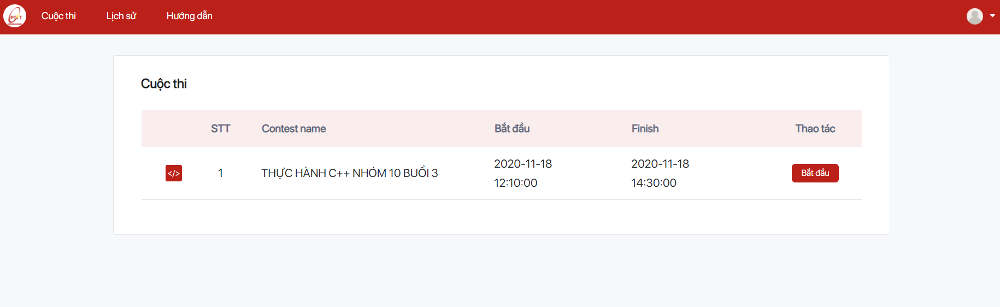 PTIT
Cuộc thi
Lịch sử
Hướng dẫn
Cuộc thi
STT
Contest name
Bắt đầu
Finish
Thao tác
</>
1
THỰC HÀNH C++ NHÓM 10 BUỔI 3
2020-11-18
12:10:00
2020-11-18
14:30:00
Bắt đầu